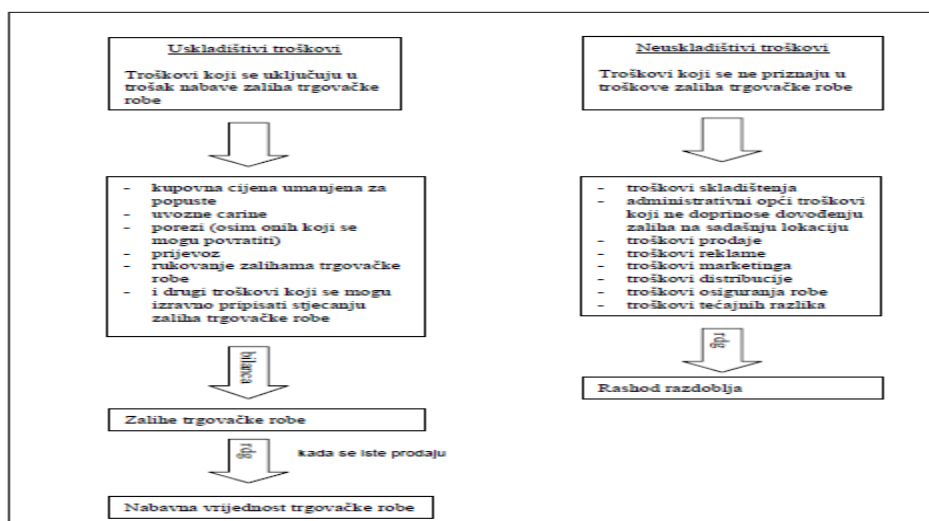 Uskladištivi troškovi
Troškovi koji se uključuju u
trošak nabave zaliha trgovačke
robe
- kupovna cijena umanjena za
popuste
- uvozne carine
- porezi (osim onih koji se
mogu povratiti)
- prijevoz
- rukovanje zalihama trgovačke
robe
- i drugi troškovi koji se mogu
izravno pripisati stjecanju
zaliha trgovačke robe
bilanca
Zalihe trgovačke robe
rdg
kada se iste prodaju
Nabavna vrijednost trgovačke robe
Neuskladištivi troškovi
Troškovi koji se ne priznaju u
troškove zaliha trgovačke robe
- troškovi skladištenja
- administrativni opći troškovi
koji ne doprinose dovođenju
zaliha na sadašnju lokaciju
- troškovi prodaje
- troškovi reklame
- troškovi marketinga
- troškovi distribucije
- troškovi osiguranja robe
- troškovi tećajnih razlika
rdg
Rashod razdoblja